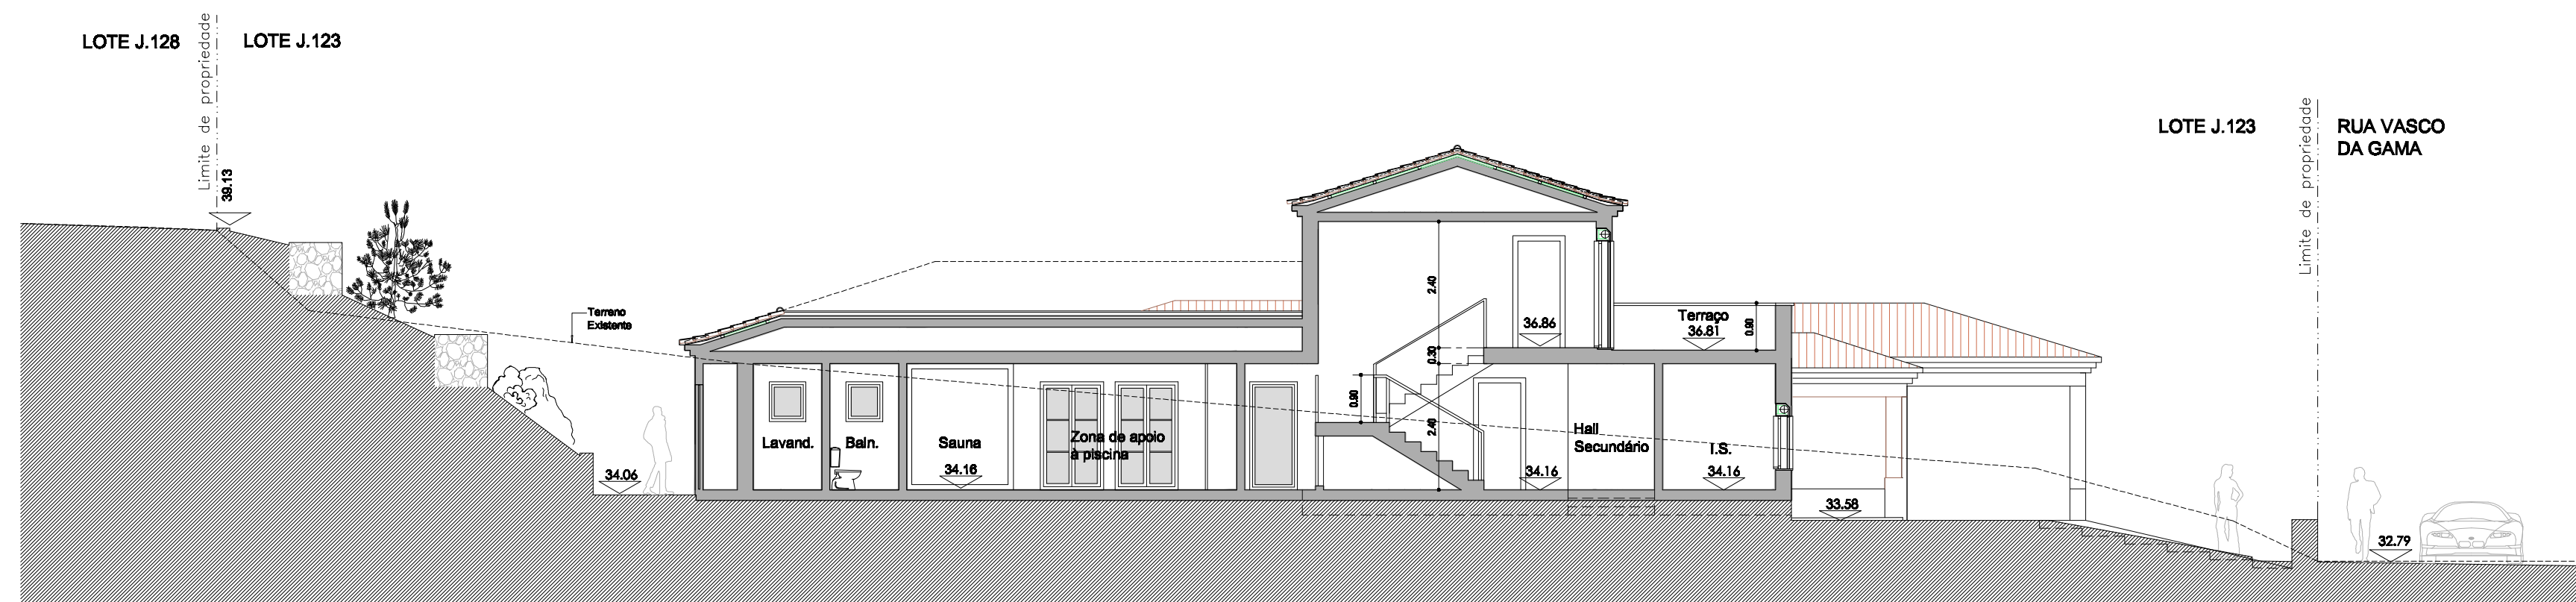 LOTE J.128
Limite de propriedade
LOTE J.123
39.13
Terreno
Existente
34.06
Lavand.
Baln.
Sauna
34.16
Zona de apoio
à piscina
2.40
0.30
0.90
2.40
36.86
34.16
Hall
Secundário
Terraço
36.81
0.90
I.S.
34.16
33.58
LOTE J.123
Limite de propriedade
RUA VASCO
DA GAMA
32.79